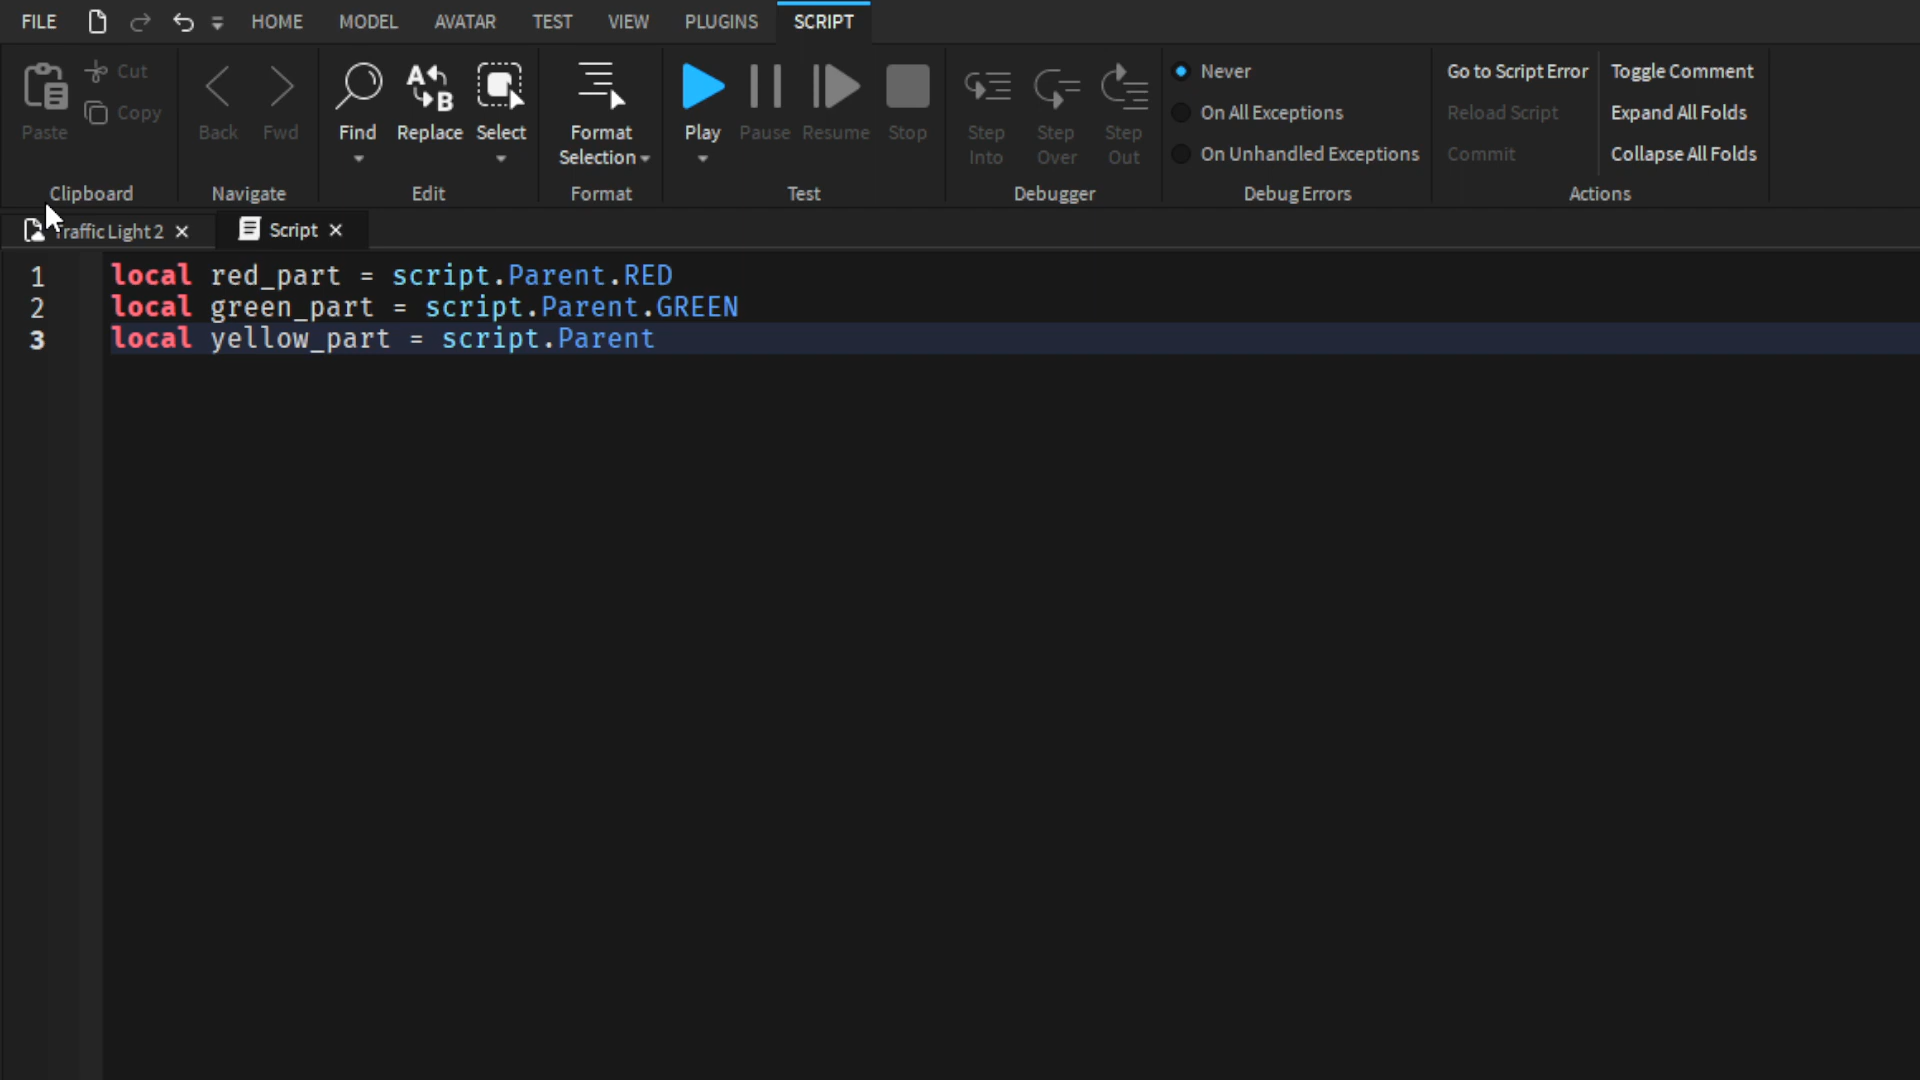 FILE HOME MODEL AVATAR TEST VIEW PLUGINS SCRIPT
Paste Cut Copy
Back Fwd
Find Replace Select
Format Selection
Play Pause Resume Stop
Step Into Step Over Step Out
Never
On All Exceptions
On Unhandled Exceptions
Go to Script Error
Reload Script
Commit
Toggle Comment
Expand All Folds
Collapse All Folds
Clipboard Navigate Edit Format Test Debugger Debug Errors Actions
raffic Light 2 Script
1 local red_part = script.Parent.RED
2 local green_part = script.Parent.GREEN
3 local yellow_part = script.Parent